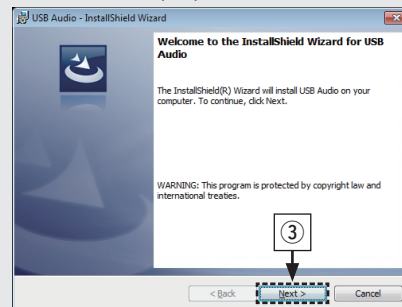 USB Audio - InstallShield Wizard
Welcome to the InstallShield Wizard for USB
Audio
The InstallShield(R) Wizard will install USB Audio on your
computer. To continue, click Next.
WARNING: This program is protected by copyright law and
international treaties.
③
< Back Next > Cancel